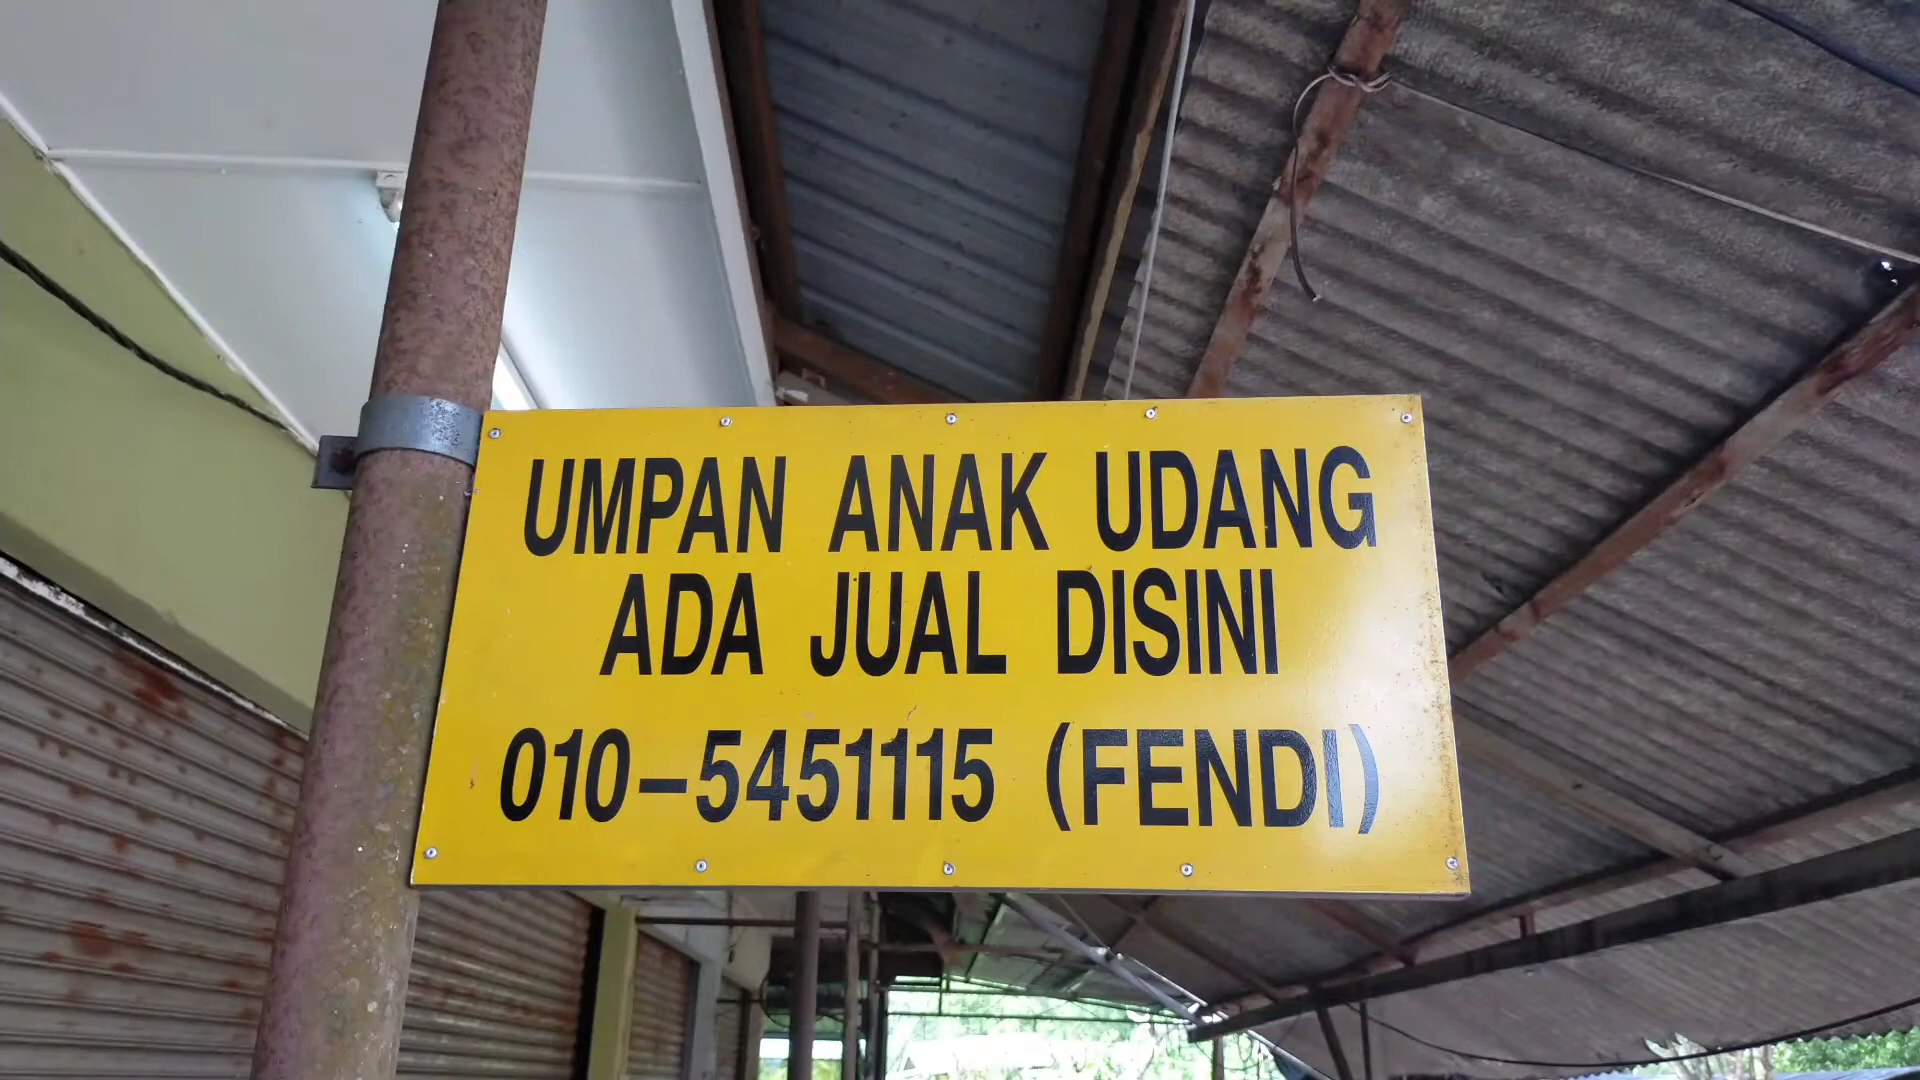 UMPAN ANAK UDANG
ADA JUAL DISINI
010-5451115 (FENDI)